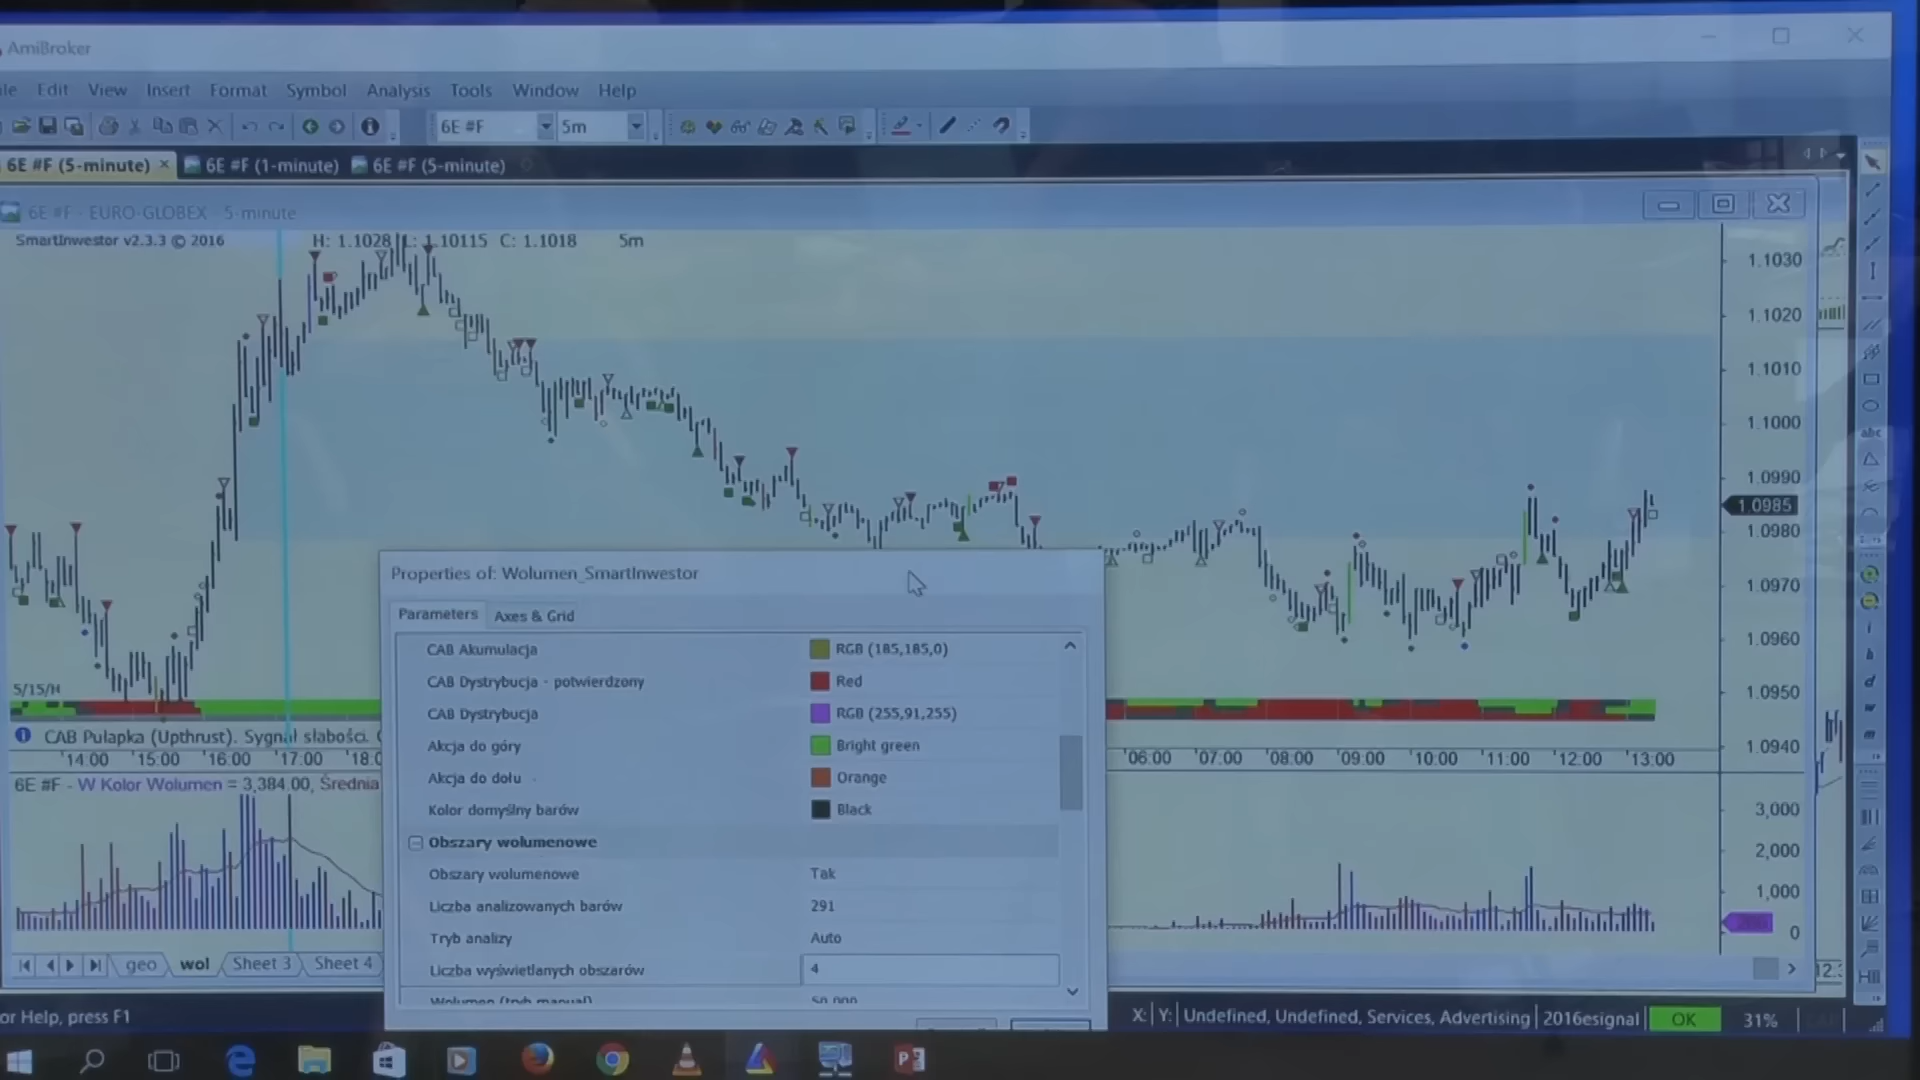 AmiBroker
Edit View Insert Format Symbol Analysis Tools Window Help
6E #F 5m
6E #F (5-minute) 6E #F (1-minute) 6E #F (5-minute)
6E #F - EURO GLOBEX - 5-minute
SmartInwestor v2.3.3 © 2016 H: 1.1028 L: 1.10115 C: 1.1018 5m
1.1030
1.1020
1.1010
1.1000
1.0990
1.0985
1.0980
1.0970
1.0960
1.0950
1.0940
abc
Properties of: Wolumen_SmartInwestor
Parameters Axes & Grid
CAB Akumulacja RGB (185,185,0)
CAB Dystrybucja - potwierdzony Red
CAB Dystrybucja RGB (255,91,255)
Akcja do góry Bright green
Akcja do dołu Orange
Kolor domyślny barów Black
Obszary wolumenowe
Obszary wolumenowe Tak
Liczba analizowanych barów 291
Tryb analizy Auto
Liczba wyświetlanych obszarów 4
Wolumen (tryb manual) 50 000
5/15/H
CAB Pułapka (Upthrust). Sygnał słabości.
14:00 15:00 16:00 17:00 18:0 06:00 07:00 08:00 09:00 10:00 11:00 12:00 13:00
6E #F - W Kolor Wolumen = 3,384.00, Średnia
3,000
2,000
1,000
0
geo wol Sheet 3 Sheet 4
or Help, press F1
X: Y: Undefined, Undefined, Services, Advertising 2016esignal OK 31%